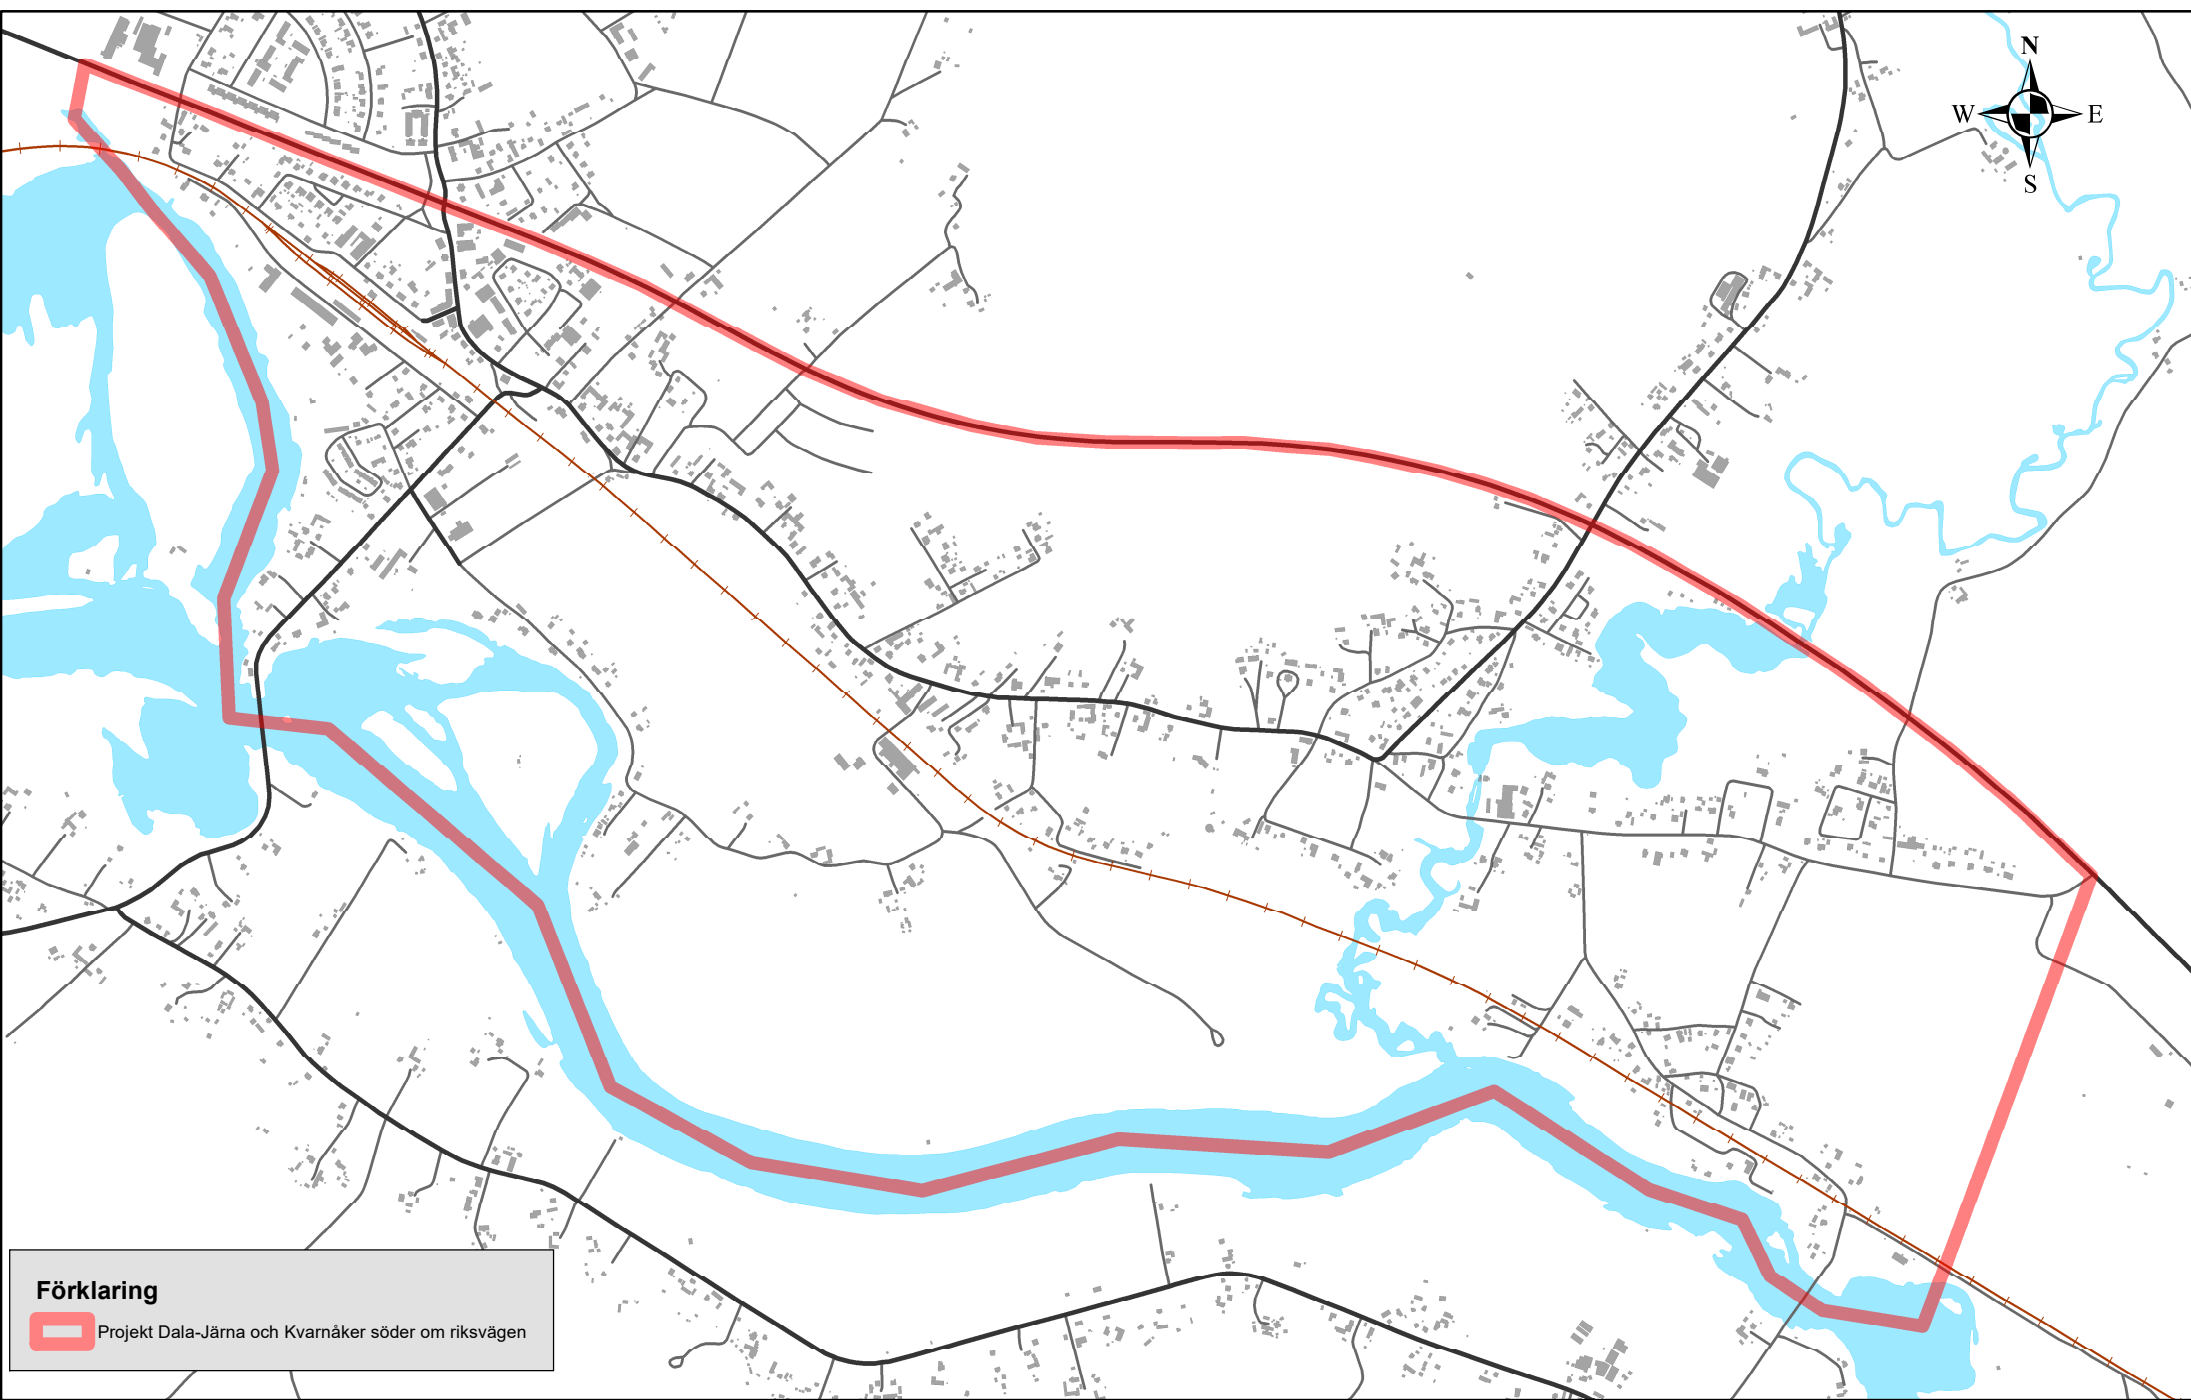 N
W E
S
Förklaring
Projekt Dala-Järna och Kvarnåker söder om riksvägen